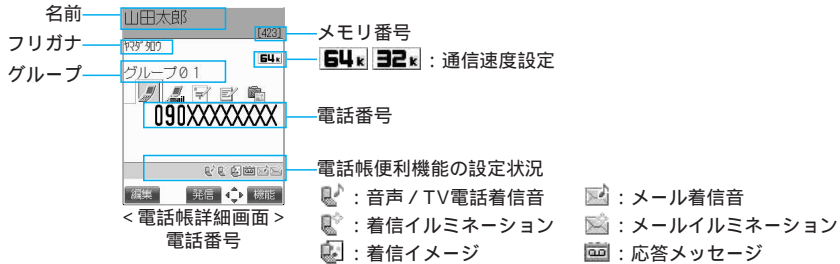 名前
フリガナ
グループ
山田太郎
[423]
ﾔﾏﾀﾞ ﾀﾛｳ
64k
グループ01
090XXXXXXXX
編集 発信 機能
<電話帳詳細画面>
電話番号
メモリ番号
64k 32k：通信速度設定
電話番号
電話帳便利機能の設定状況
：音声／TV電話着信音
：メール着信音
：着信イルミネーション
：メールイルミネーション
：着信イメージ
：応答メッセージ